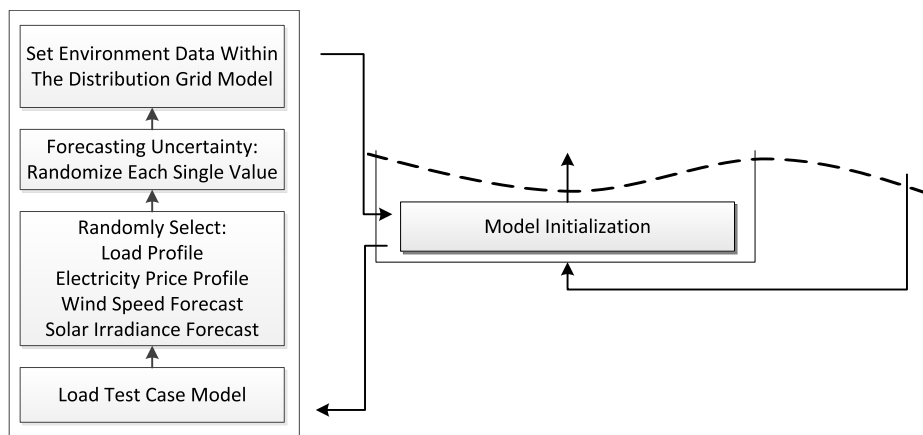 Set Environment Data Within
The Distribution Grid Model
Forecasting Uncertainty:
Randomize Each Single Value
Randomly Select:
Load Profile
Electricity Price Profile
Wind Speed Forecast
Solar Irradiance Forecast
Load Test Case Model
Model Initialization